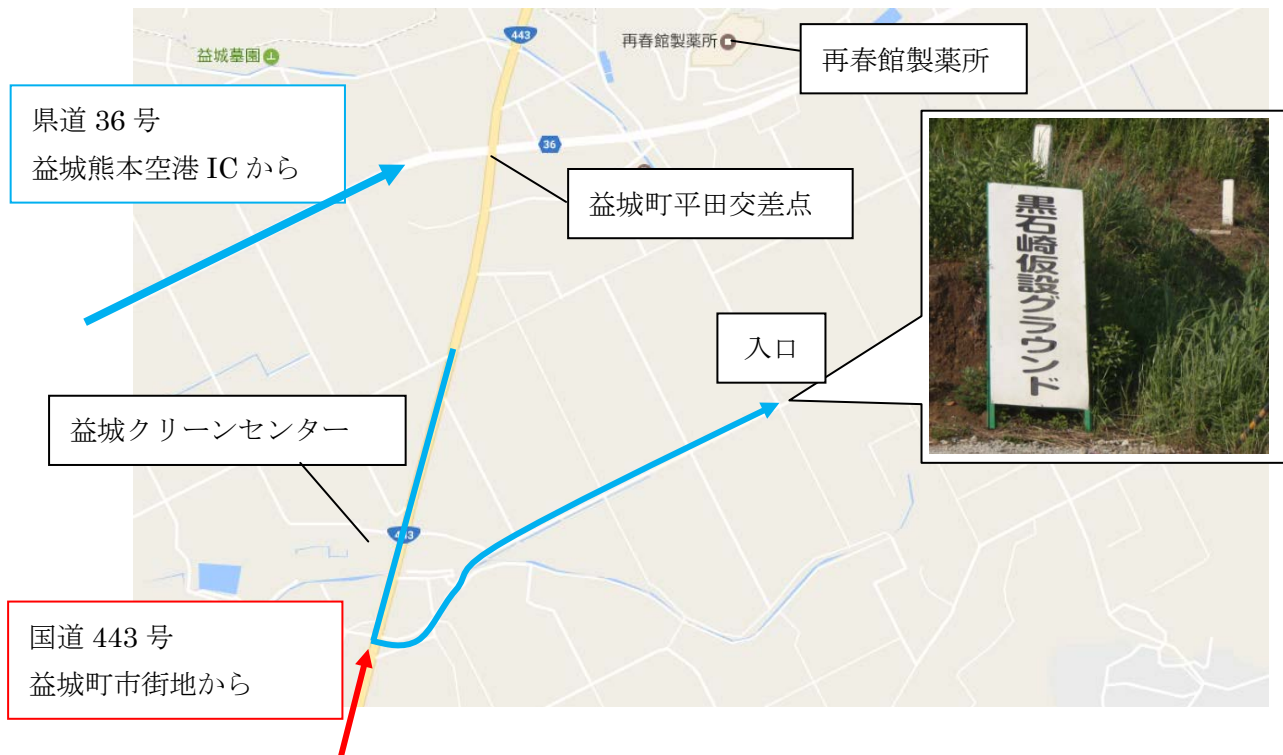 443
益城墓園
再春館製薬所
再春館製薬所
県道 36 号
益城熊本空港 IC から
36
益城町平田交差点
黒石崎仮設グラウンド
入口
益城クリーンセンター
443
国道 443 号
益城町市街地から